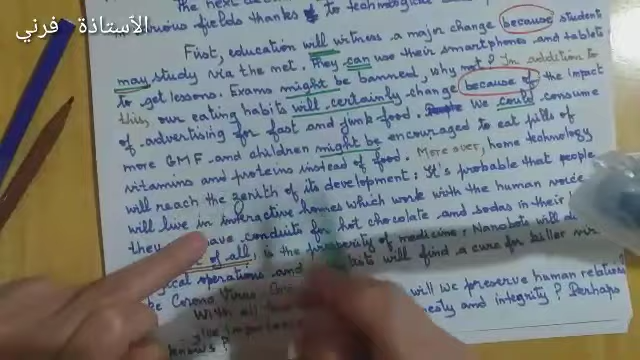 the next
various fields thanks to technological
الأستاذة . فرني
First, education will witness a major change because students
may study via the net. They can use their smartphones and tablets
to get lessons. Exams might be banned, why not? In addition to
this, our eating habits will certainly change because of the impact
of advertising for fast and junk food. We could consume
more GMF and children might be encouraged to eat pills of
vitamins and proteins instead of food. More over, home technology
will reach the zenith of its development: It's probable that people
will live in interactive homes which work with the human voice
they have conduits for hot chocolate and sodas in their
of all, is the prosperity of medicine: Nanobots will
operations and will find a cure for killer
Corona Virus.
With all will we preserve human
honesty and integrity? Perhaps
knows?